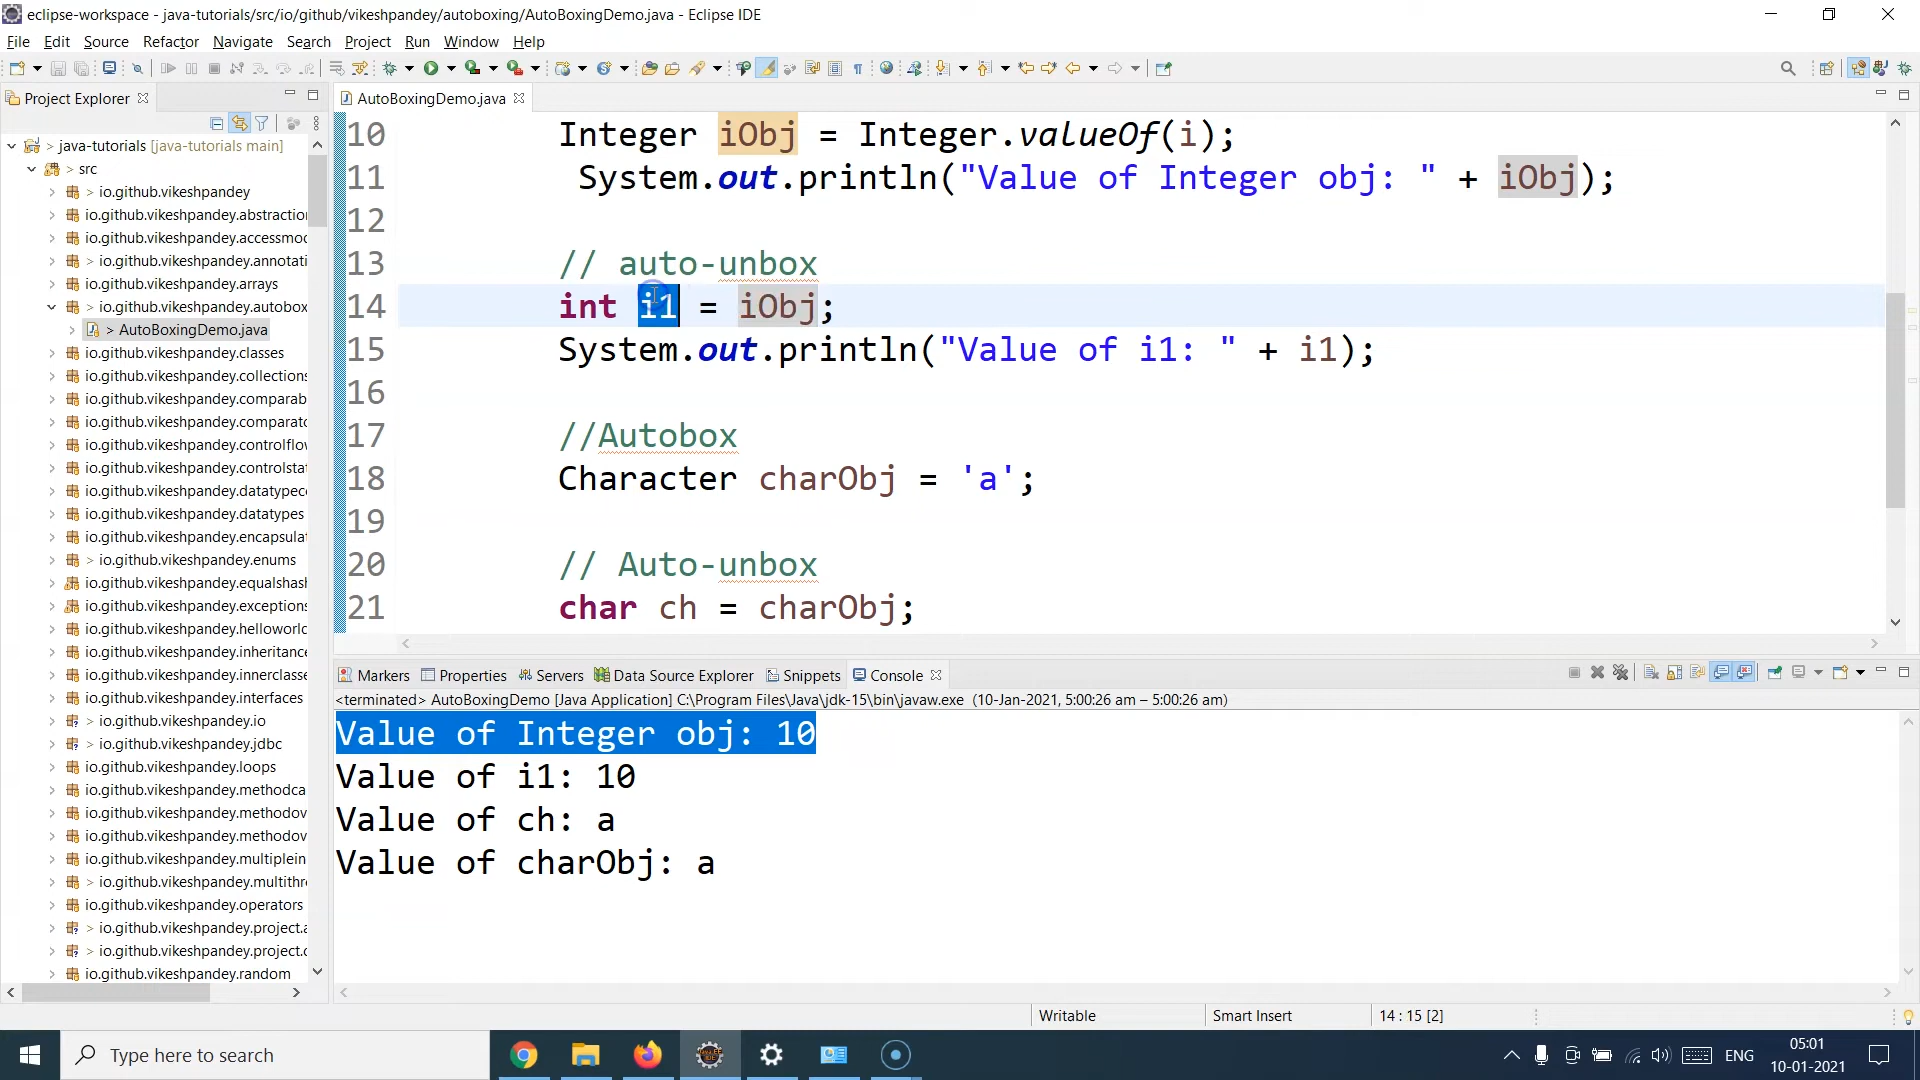 eclipse-workspace - java-tutorials/src/io/github/vikeshpandey/autoboxing/AutoBoxingDemo.java - Eclipse IDE
File Edit Source Refactor Navigate Search Project Run Window Help
Project Explorer
AutoBoxingDemo.java
> java-tutorials [java-tutorials main]
> src
> io.github.vikeshpandey
> io.github.vikeshpandey.abstractio
> io.github.vikeshpandey.accessmoc
> io.github.vikeshpandey.annotati
io.github.vikeshpandey.arrays
> io.github.vikeshpandey.autobox
> AutoBoxingDemo.java
io.github.vikeshpandey.classes
io.github.vikeshpandey.collections
io.github.vikeshpandey.comparab
io.github.vikeshpandey.comparato
io.github.vikeshpandey.controlflo
io.github.vikeshpandey.controlstat
io.github.vikeshpandey.datatypec
io.github.vikeshpandey.datatypes
io.github.vikeshpandey.encapsulat
> io.github.vikeshpandey.enums
io.github.vikeshpandey.equalshash
io.github.vikeshpandey.exceptions
io.github.vikeshpandey.helloworld
io.github.vikeshpandey.inheritance
io.github.vikeshpandey.innerclasse
io.github.vikeshpandey.interfaces
> io.github.vikeshpandey.io
> io.github.vikeshpandey.jdbc
io.github.vikeshpandey.loops
io.github.vikeshpandey.methodca
io.github.vikeshpandey.methodov
io.github.vikeshpandey.methodov
io.github.vikeshpandey.multiplein
> io.github.vikeshpandey.multithre
io.github.vikeshpandey.operators
> io.github.vikeshpandey.project.a
> io.github.vikeshpandey.project.c
io.github.vikeshpandey.random
10 Integer iObj = Integer.valueOf(i);
11 System.out.println("Value of Integer obj: " + iObj);
12
13 // auto-unbox
14 int i1 = iObj;
15 System.out.println("Value of i1: " + i1);
16
17 //Autobox
18 Character charObj = 'a';
19
20 // Auto-unbox
21 char ch = charObj;
Markers Properties Servers Data Source Explorer Snippets Console
<terminated> AutoBoxingDemo [Java Application] C:\Program Files\Java\jdk-15\bin\javaw.exe (10-Jan-2021, 5:00:26 am – 5:00:26 am)
Value of Integer obj: 10
Value of i1: 10
Value of ch: a
Value of charObj: a
Writable Smart Insert 14 : 15 [2]
Type here to search
ENG
05:01
10-01-2021